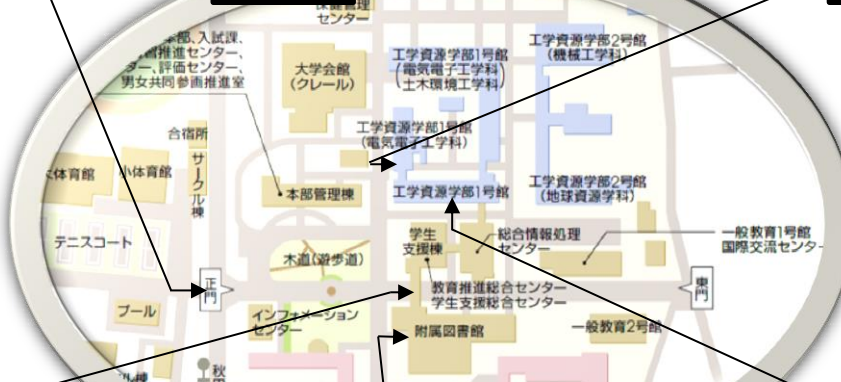 保健管理
センター
本部、入試課、
推進センター、
ター、評価センター、
男女共同参画推進室
大学会館
(クレール)
工学資源学部1号館
(電気電子工学科)
(土木環境工学科)
工学資源学部2号館
(機械工学科)
合宿所
工学資源学部1号館
(電気電子工学科)
体育館
小体育館
サークル棟
本部管理棟
工学資源学部1号館
工学資源学部2号館
(地球資源学科)
テニスコート
学生
支援棟
総合情報処理
センター
一般教育1号館
国際交流センター
木道(遊歩道)
正門
教育推進総合センター
学生支援総合センター
東門
プール
インフォメーション
センター
附属図書館
一般教育2号館
秋